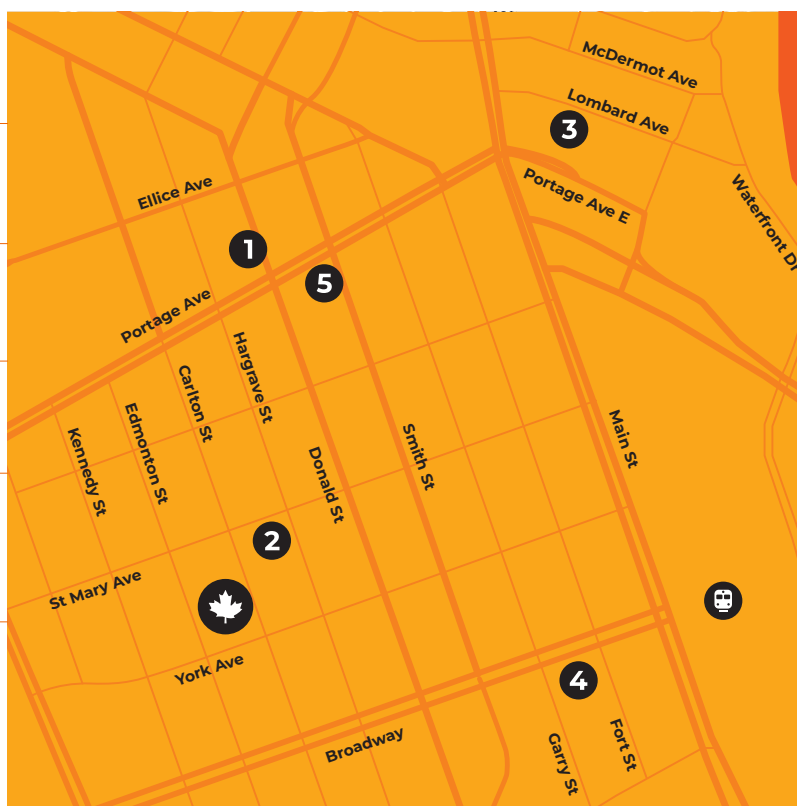 McDermot Ave
Lombard Ave
3
Ellice Ave
Portage Ave E
Waterfront Dr
1
5
Portage Ave
Hargrave St
Carlton St
Edmonton St
Kennedy St
Smith St
Main St
Donald St
2
St Mary Ave
York Ave
4
Broadway
Garry St
Fort St